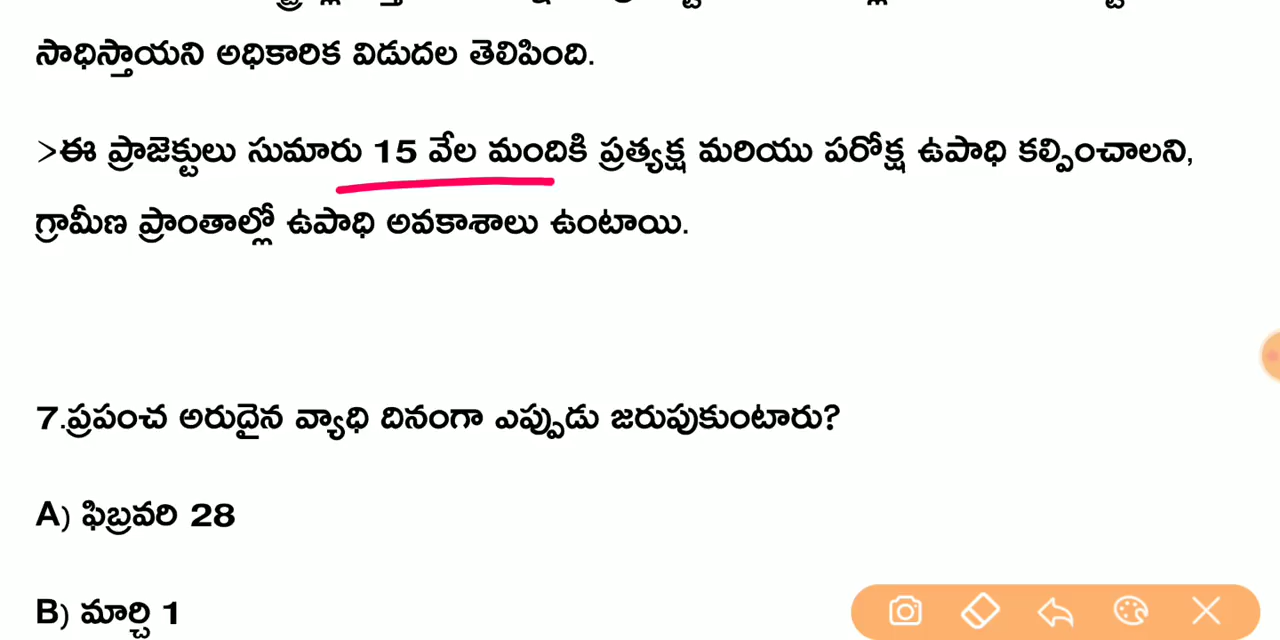 సాధిస్తాయని అధికారిక విడుదల తెలిపింది.
>ఈ ప్రాజెక్టులు సుమారు 15 వేల మందికి ప్రత్యక్ష మరియు పరోక్ష ఉపాధి కల్పించాలని,
గ్రామీణ ప్రాంతాల్లో ఉపాధి అవకాశాలు ఉంటాయి.
7.ప్రపంచ అరుదైన వ్యాధి దినంగా ఎప్పుడు జరుపుకుంటారు?
A) ఫిబ్రవరి 28
B) మార్చి 1